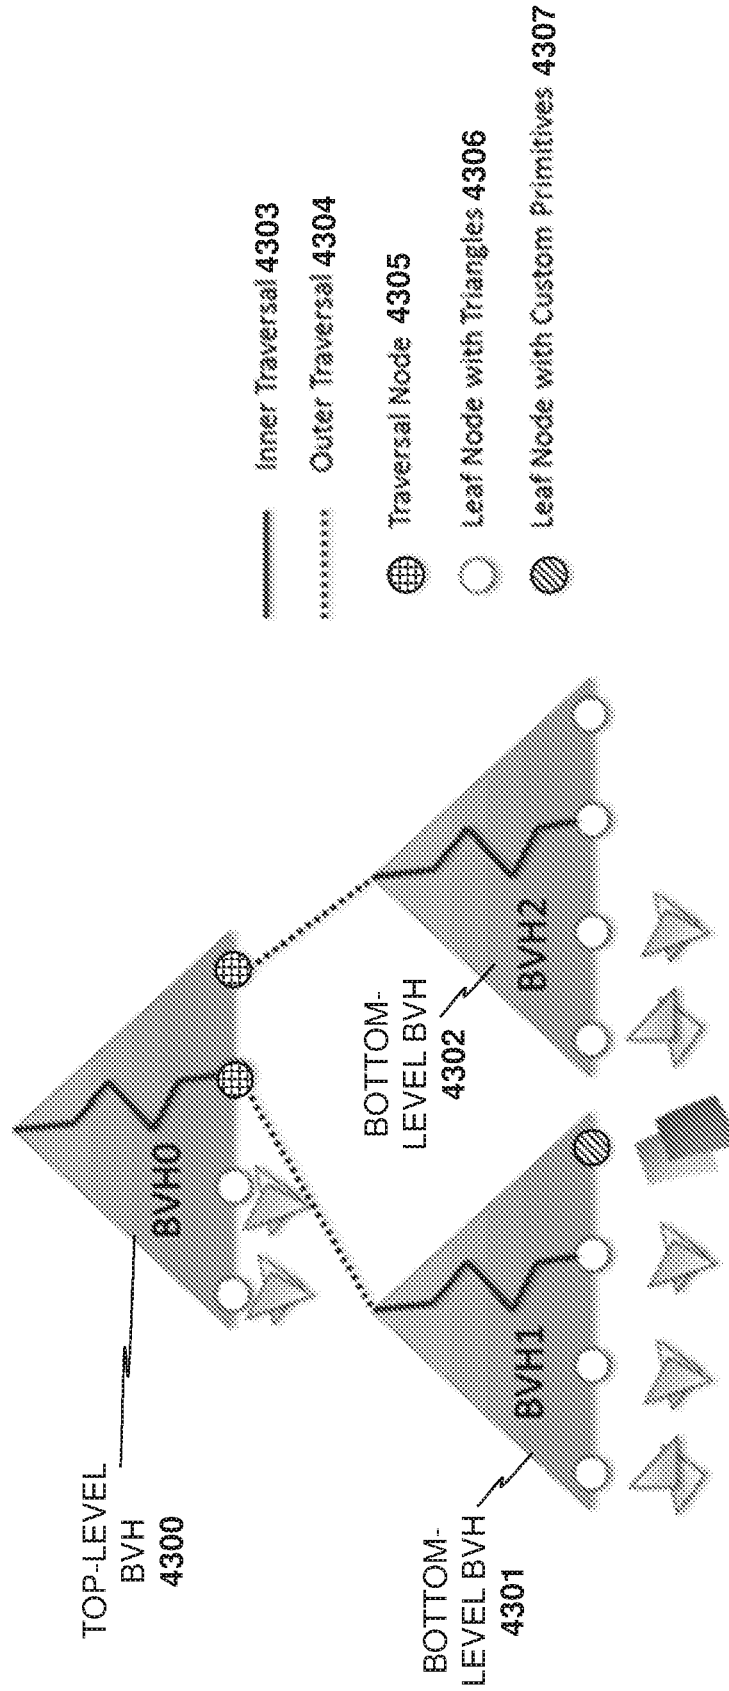 TOP-LEVEL
BVH
4300
BVH0
BOTTOM-
LEVEL BVH
4301
BVH1
BOTTOM-
LEVEL BVH
4302
BVH2
Inner Traversal 4303
Outer Traversal 4304
Traversal Node 4305
Leaf Node with Triangles 4306
Leaf Node with Custom Primitives 4307